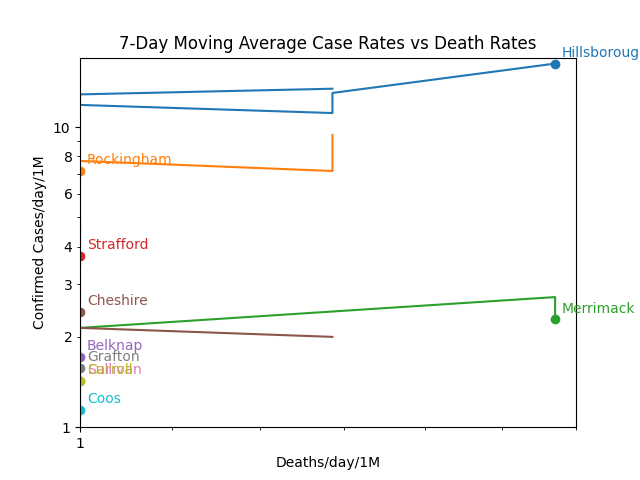 7-Day Moving Average Case Rates vs Death Rates
Hillsboroug
10
8
Rockingham
6
Strafford
4
3
Cheshire
Merrimack
2
Belknap
Grafton
Sullivan
Coos
1
1
Confirmed Cases/day/1M
Deaths/day/1M